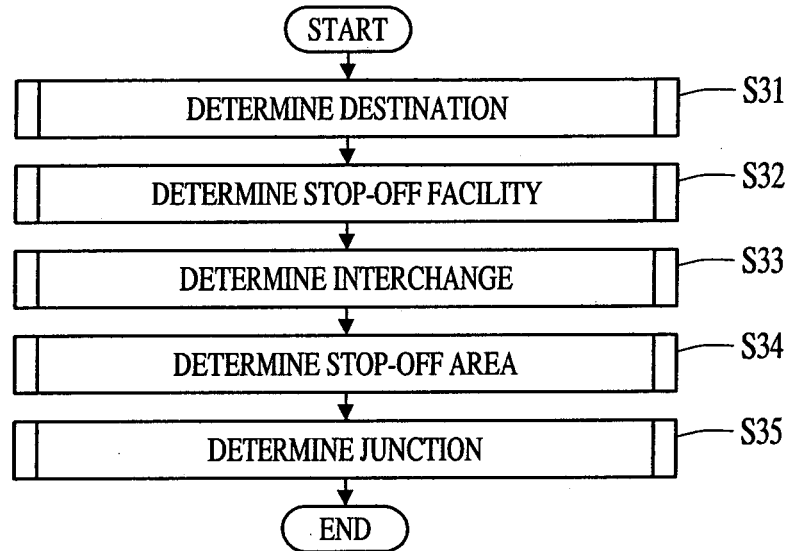 START
DETERMINE DESTINATION
S31
DETERMINE STOP-OFF FACILITY
S32
DETERMINE INTERCHANGE
S33
DETERMINE STOP-OFF AREA
S34
DETERMINE JUNCTION
S35
END